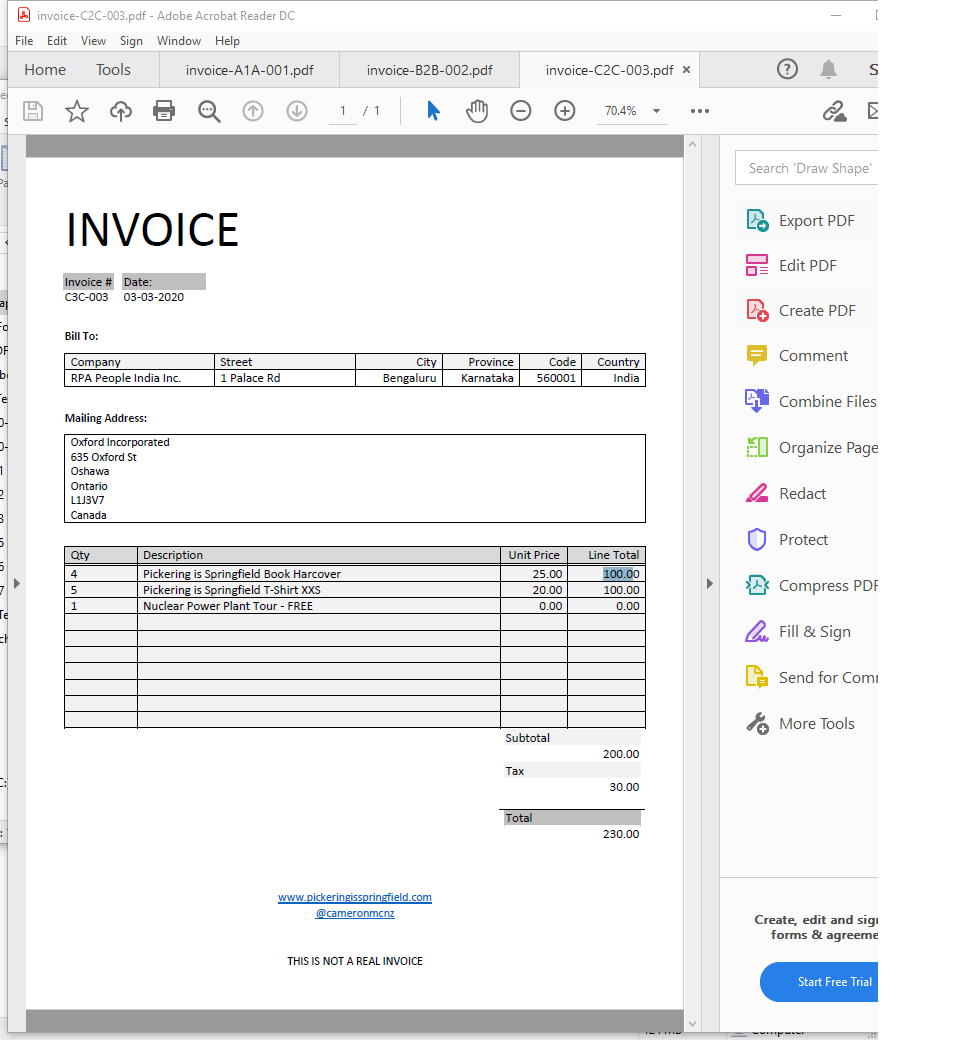 invoice-C2C-003.pdf - Adobe Acrobat Reader DC
File Edit View Sign Window Help
Home Tools invoice-A1A-001.pdf invoice-B2B-002.pdf invoice-C2C-003.pdf ×
1 / 1 70.4%
Search 'Draw Shape'
Export PDF
Edit PDF
Create PDF
Comment
Combine Files
Organize Page
Redact
Protect
Compress PDF
Fill & Sign
Send for Com
More Tools
Create, edit and sig
forms & agreeme
Start Free Trial
INVOICE
Invoice # Date:
C3C-003 03-03-2020
Bill To:
Company Street City Province Code Country
RPA People India Inc. 1 Palace Rd Bengaluru Karnataka 560001 India
Mailing Address:
Oxford Incorporated
635 Oxford St
Oshawa
Ontario
L1J3V7
Canada
Qty Description Unit Price Line Total
4 Pickering is Springfield Book Harcover 25.00 100.00
5 Pickering is Springfield T-Shirt XXS 20.00 100.00
1 Nuclear Power Plant Tour - FREE 0.00 0.00
Subtotal
200.00
Tax
30.00
Total
230.00
www.pickeringisspringfield.com
@cameronmcnz
THIS IS NOT A REAL INVOICE